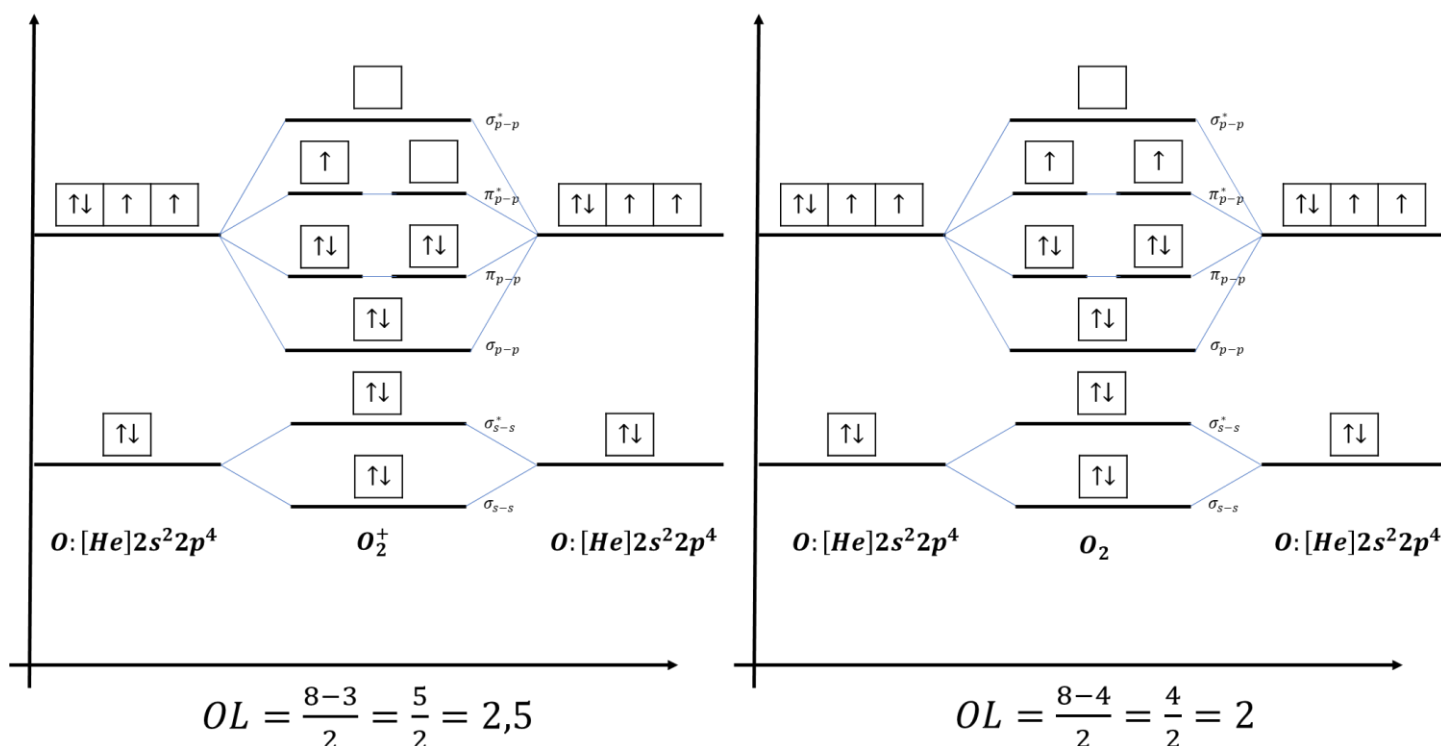 σ*p−p
↑
π*p−p
↑↓ ↑ ↑
↑↓ ↑ ↑
↑↓ ↑↓
πp−p
↑↓
σp−p
↑↓
σ*s−s
↑↓
↑↓
↑↓
σs−s
O:[He]2s²2p⁴
O₂⁺
O:[He]2s²2p⁴
OL = (8−3)/2 = 5/2 = 2,5
σ*p−p
↑ ↑
π*p−p
↑↓ ↑ ↑
↑↓ ↑ ↑
↑↓ ↑↓
πp−p
↑↓
σp−p
↑↓
σ*s−s
↑↓
↑↓
↑↓
σs−s
O:[He]2s²2p⁴
O₂
O:[He]2s²2p⁴
OL = (8−4)/2 = 4/2 = 2